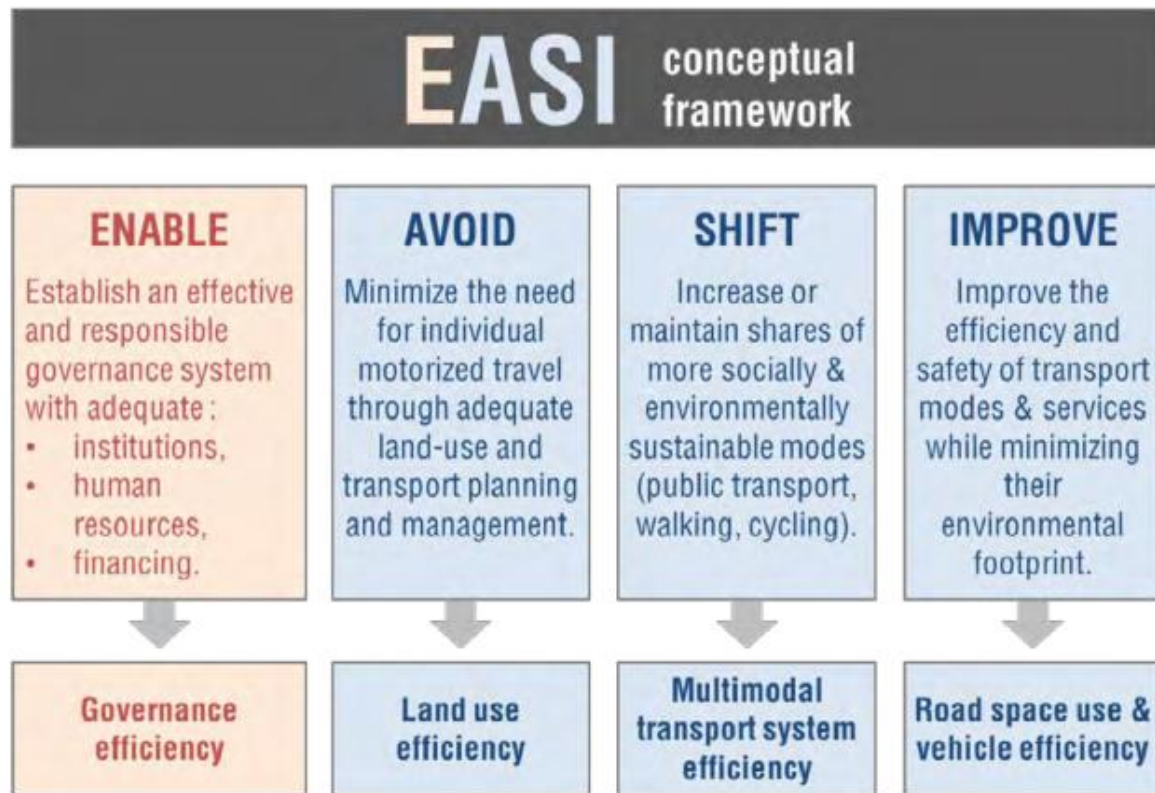 EASI conceptual
framework
ENABLE
Establish an effective
and responsible
governance system
with adequate :
• institutions,
• human
resources,
• financing.
AVOID
Minimize the need
for individual
motorized travel
through adequate
land-use and
transport planning
and management.
SHIFT
Increase or
maintain shares of
more socially &
environmentally
sustainable modes
(public transport,
walking, cycling).
IMPROVE
Improve the
efficiency and
safety of transport
modes & services
while minimizing
their
environmental
footprint.
Governance
efficiency
Land use
efficiency
Multimodal
transport system
efficiency
Road space use &
vehicle efficiency